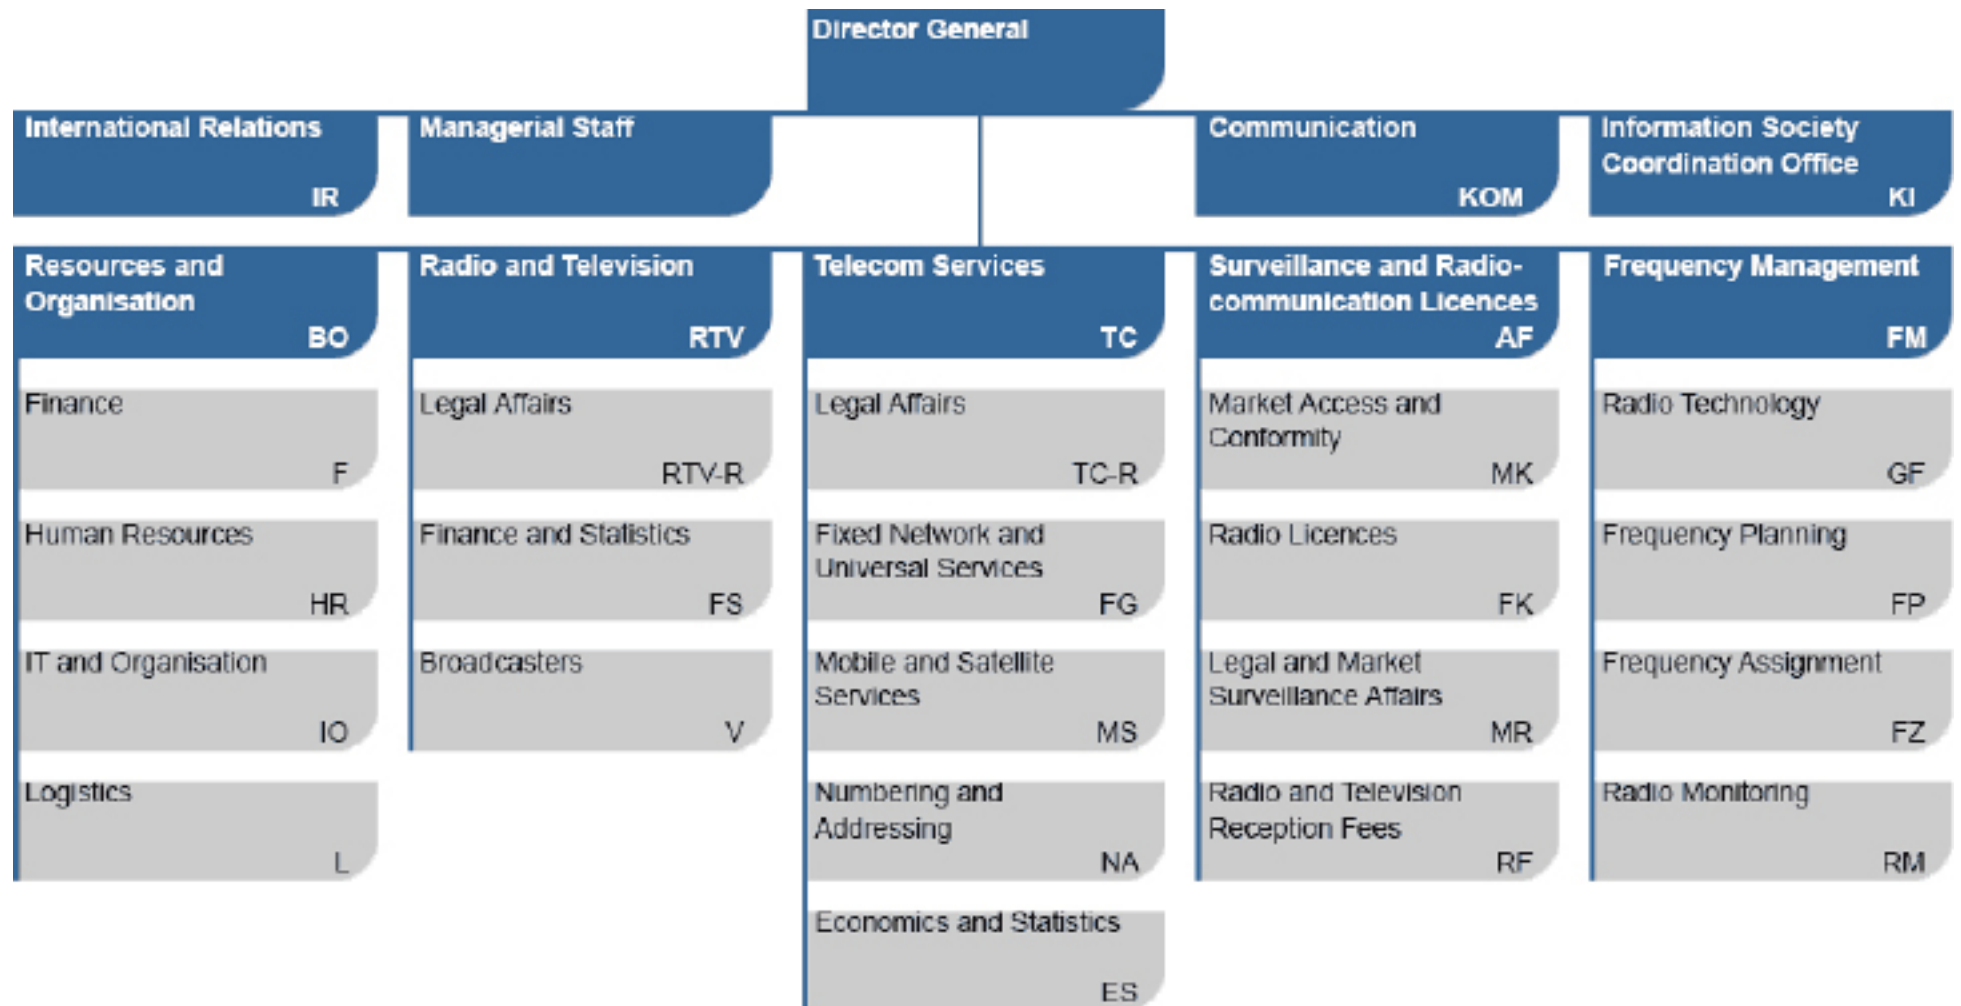 Director General
International Relations
IR
Managerial Staff
Communication
KOM
Information Society
Coordination Office
KI
Resources and
Organisation
BO
Radio and Television
RTV
Telecom Services
TC
Surveillance and Radio-
communication Licences
AF
Frequency Management
FM
Finance
F
Human Resources
HR
IT and Organisation
IO
Logistics
L
Legal Affairs
RTV-R
Finance and Statistics
FS
Broadcasters
V
Legal Affairs
TC-R
Fixed Network and
Universal Services
FG
Mobile and Satellite
Services
MS
Numbering and
Addressing
NA
Economics and Statistics
ES
Market Access and
Conformity
MK
Radio Licences
FK
Legal and Market
Surveillance Affairs
MR
Radio and Television
Reception Fees
RF
Radio Technology
GF
Frequency Planning
FP
Frequency Assignment
FZ
Radio Monitoring
RM